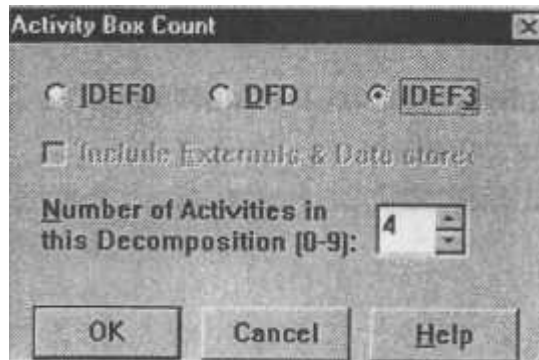 Activity Box Count
IDEF0 DFD IDEF3
Include Externals & Data stores
Number of Activities in
this Decomposition (0-9): 4
OK Cancel Help